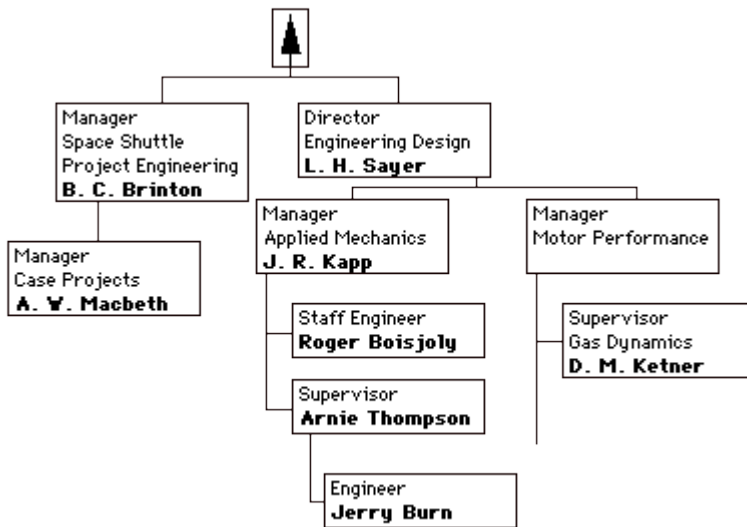 Manager
Space Shuttle
Project Engineering
B. C. Brinton
Director
Engineering Design
L. H. Sayer
Manager
Case Projects
A. W. Macbeth
Manager
Applied Mechanics
J. R. Kapp
Manager
Motor Performance
Staff Engineer
Roger Boisjoly
Supervisor
Gas Dynamics
D. M. Ketner
Supervisor
Arnie Thompson
Engineer
Jerry Burn